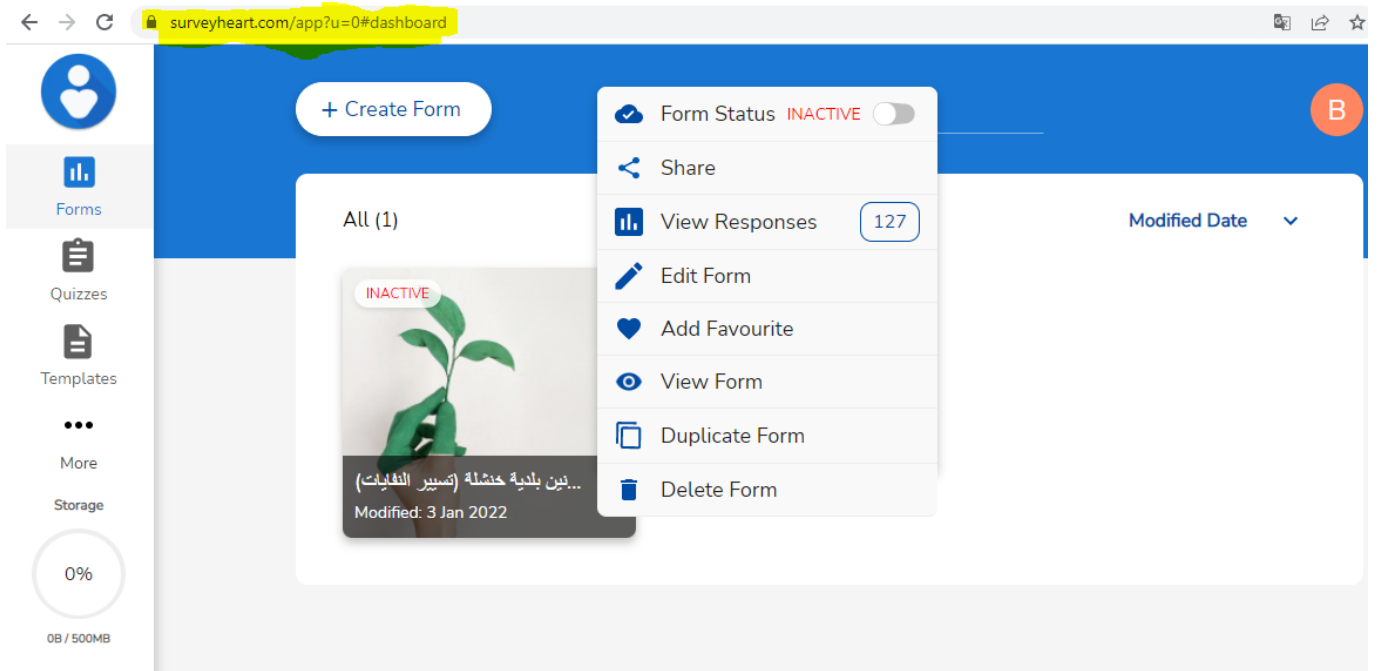 surveyheart.com/app?u=0#dashboard
+ Create Form
B
Forms
Quizzes
Templates
More
Storage
0%
0B / 500MB
All (1)
Modified Date
INACTIVE
...نين بلدية خنشلة (تسيير النفايات)
Modified: 3 Jan 2022
Form Status INACTIVE
Share
View Responses 127
Edit Form
Add Favourite
View Form
Duplicate Form
Delete Form